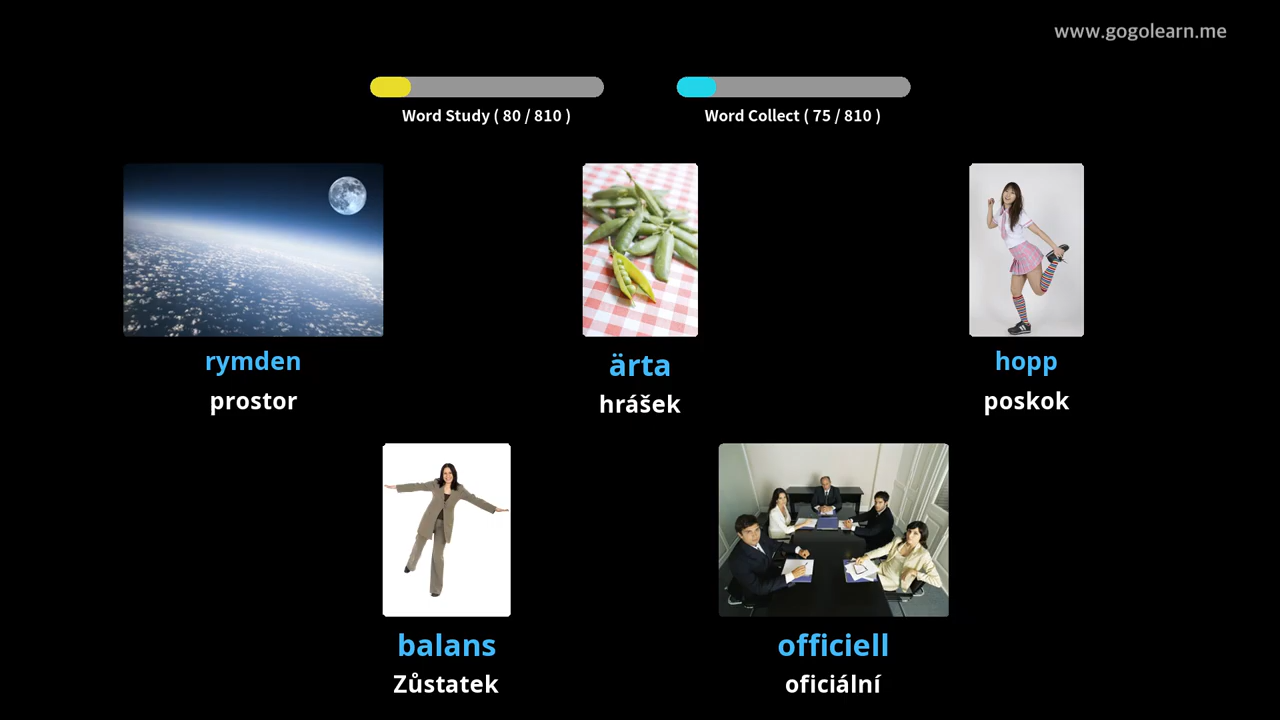 www.gogolearn.me
Word Study ( 80 / 810 )
Word Collect ( 75 / 810 )
rymden
ärta
hopp
prostor
hrášek
poskok
balans
officiell
Zůstatek
oficiální